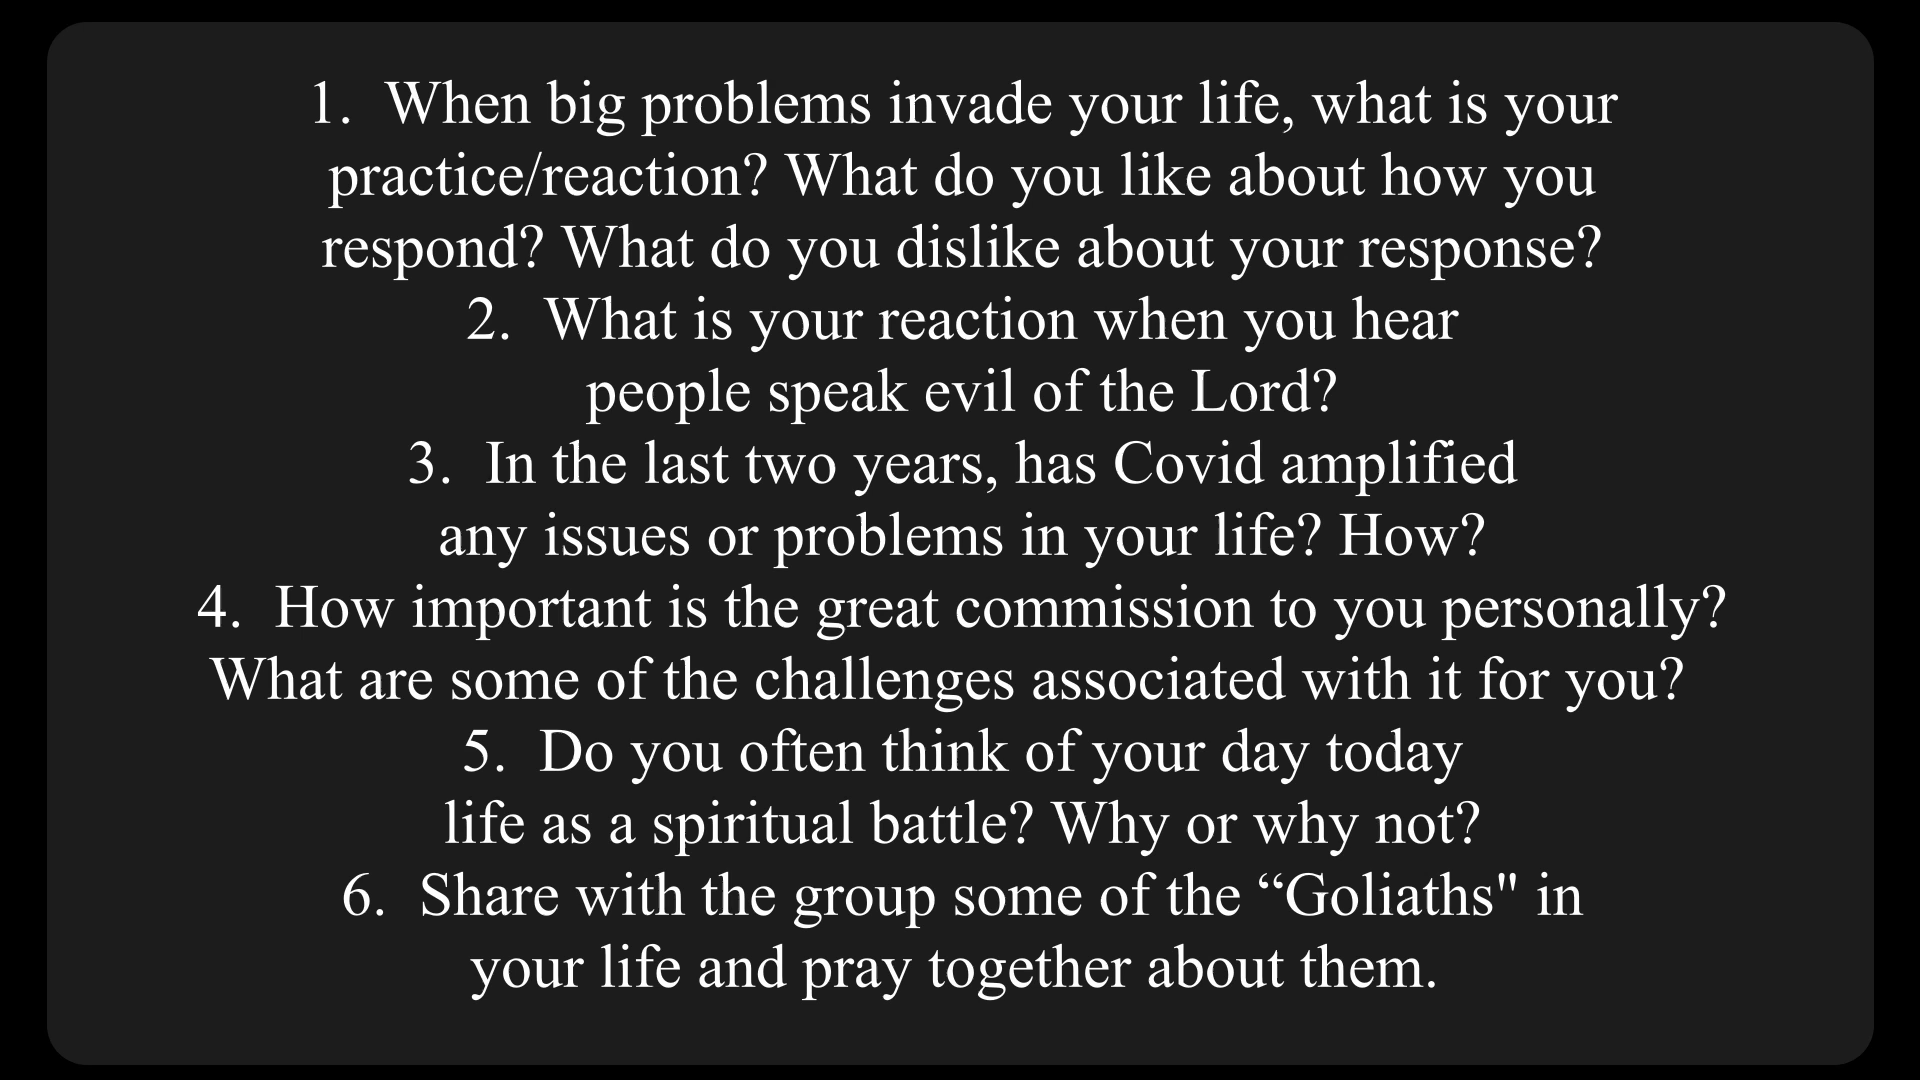 1.  When big problems invade your life, what is your
practice/reaction? What do you like about how you
respond? What do you dislike about your response?
2.  What is your reaction when you hear
people speak evil of the Lord?
3.  In the last two years, has Covid amplified
any issues or problems in your life? How?
4.  How important is the great commission to you personally?
What are some of the challenges associated with it for you?
5.  Do you often think of your day today
life as a spiritual battle? Why or why not?
6.  Share with the group some of the “Goliaths" in
your life and pray together about them.